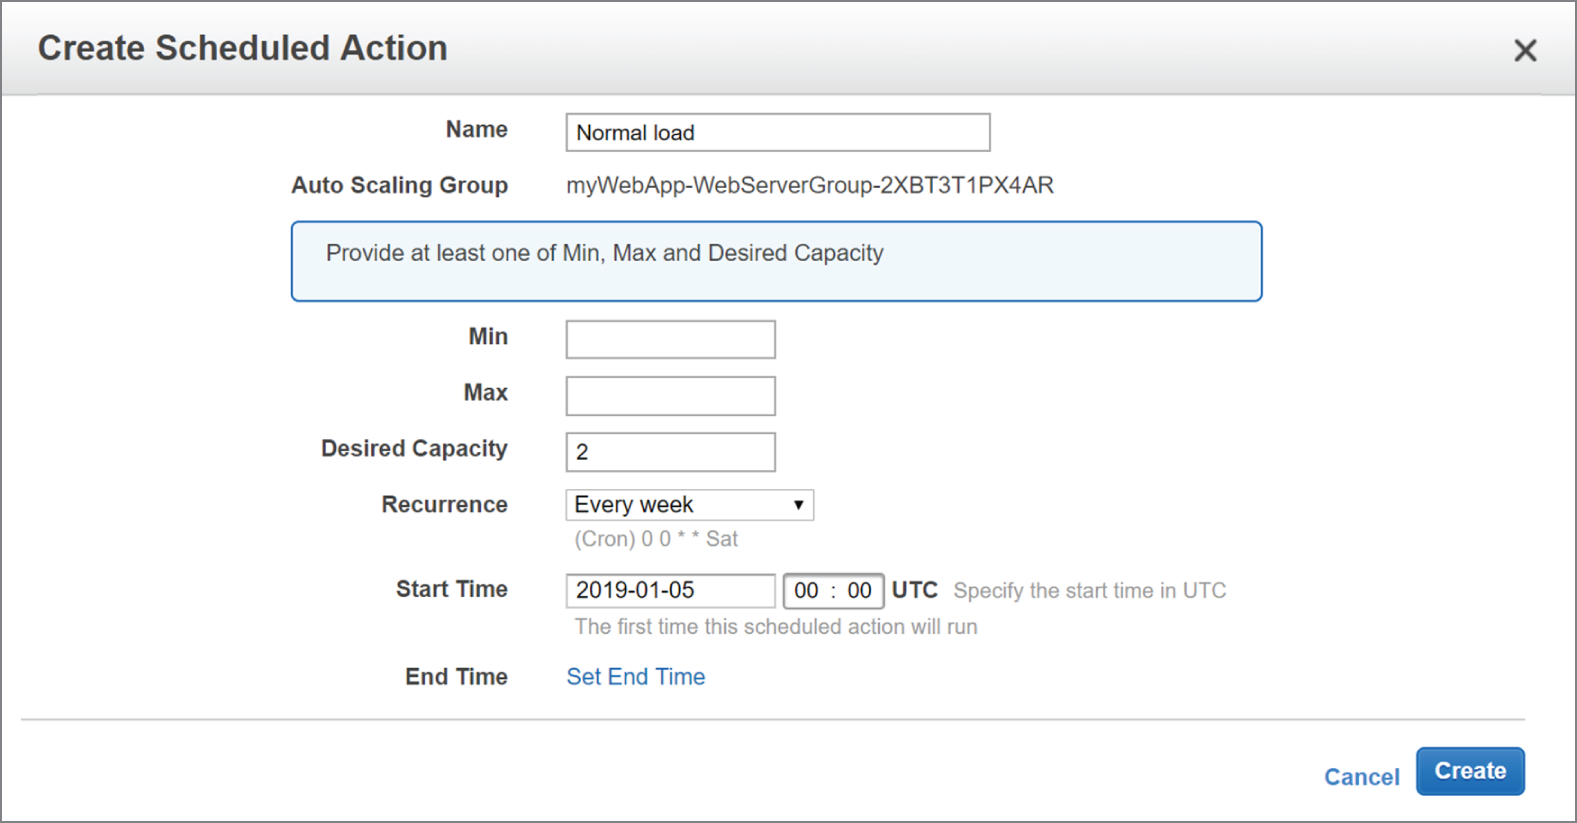 Create Scheduled Action
Name Normal load
Auto Scaling Group myWebApp-WebServerGroup-2XBT3T1PX4AR
Provide at least one of Min, Max and Desired Capacity
Min
Max
Desired Capacity 2
Recurrence Every week
(Cron) 0 0 * * Sat
Start Time 2019-01-05 00 : 00 UTC Specify the start time in UTC
The first time this scheduled action will run
End Time Set End Time
Cancel Create